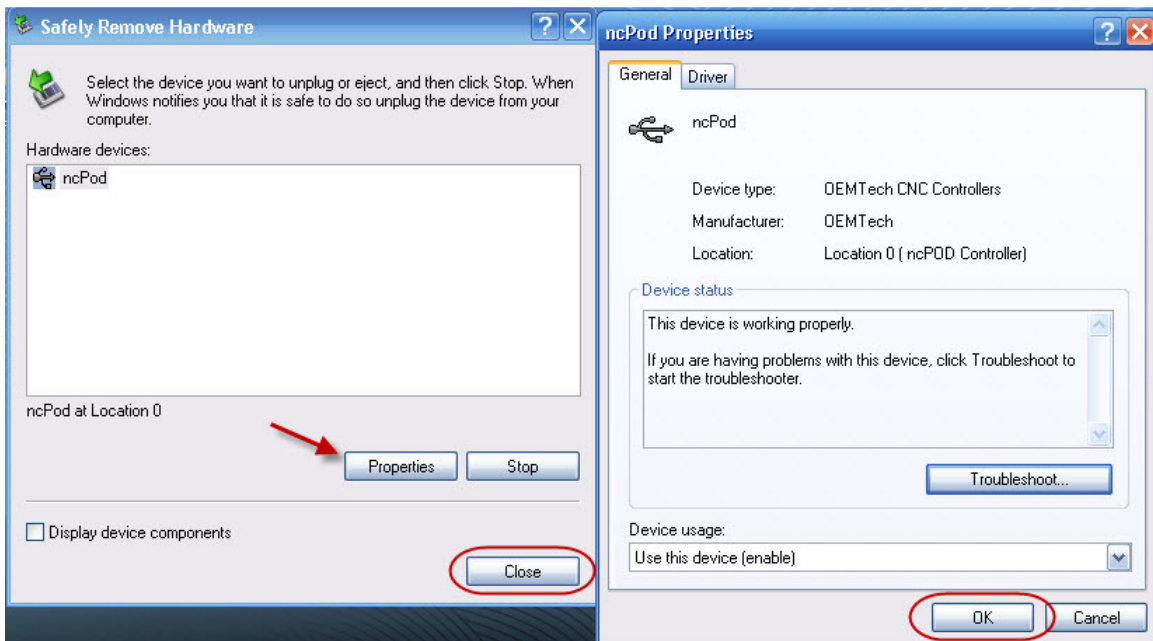 Safely Remove Hardware
Select the device you want to unplug or eject, and then click Stop. When
Windows notifies you that it is safe to do so unplug the device from your
computer.
Hardware devices:
ncPod
ncPod at Location 0
Properties
Stop
Display device components
Close
ncPod Properties
General
Driver
ncPod
Device type: OEMTech CNC Controllers
Manufacturer: OEMTech
Location: Location 0 ( ncPOD Controller)
Device status
This device is working properly.
If you are having problems with this device, click Troubleshoot to
start the troubleshooter.
Troubleshoot...
Device usage:
Use this device (enable)
OK
Cancel